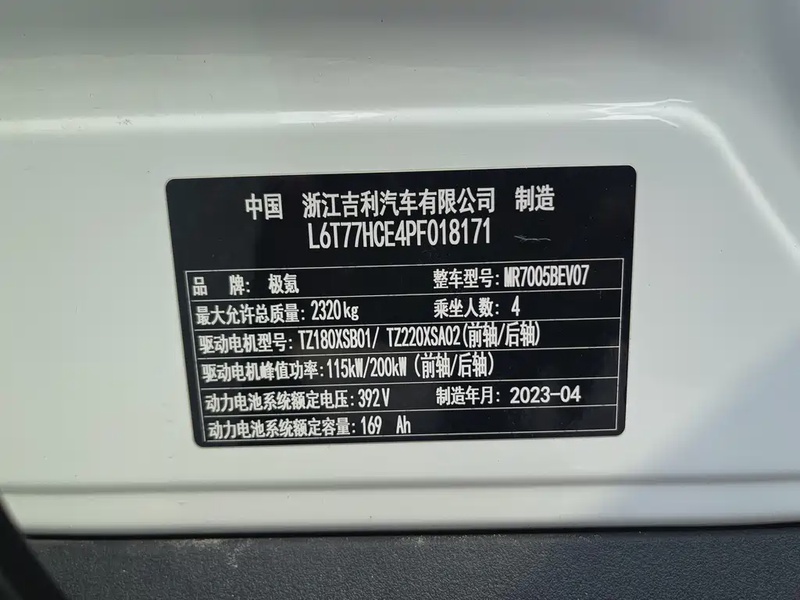 中国 浙江吉利汽车有限公司 制造
L6T77HCE4PF018171
品 牌: 极氪 整车型号: MR7005BEV07
最大允许总质量: 2320kg 乘坐人数: 4
驱动电机型号: TZ180XSB01/ TZ220XSA02(前轴/后轴)
驱动电机峰值功率: 115kW/200kW (前轴/后轴)
动力电池系统额定电压: 392V 制造年月: 2023-04
动力电池系统额定容量: 169 Ah